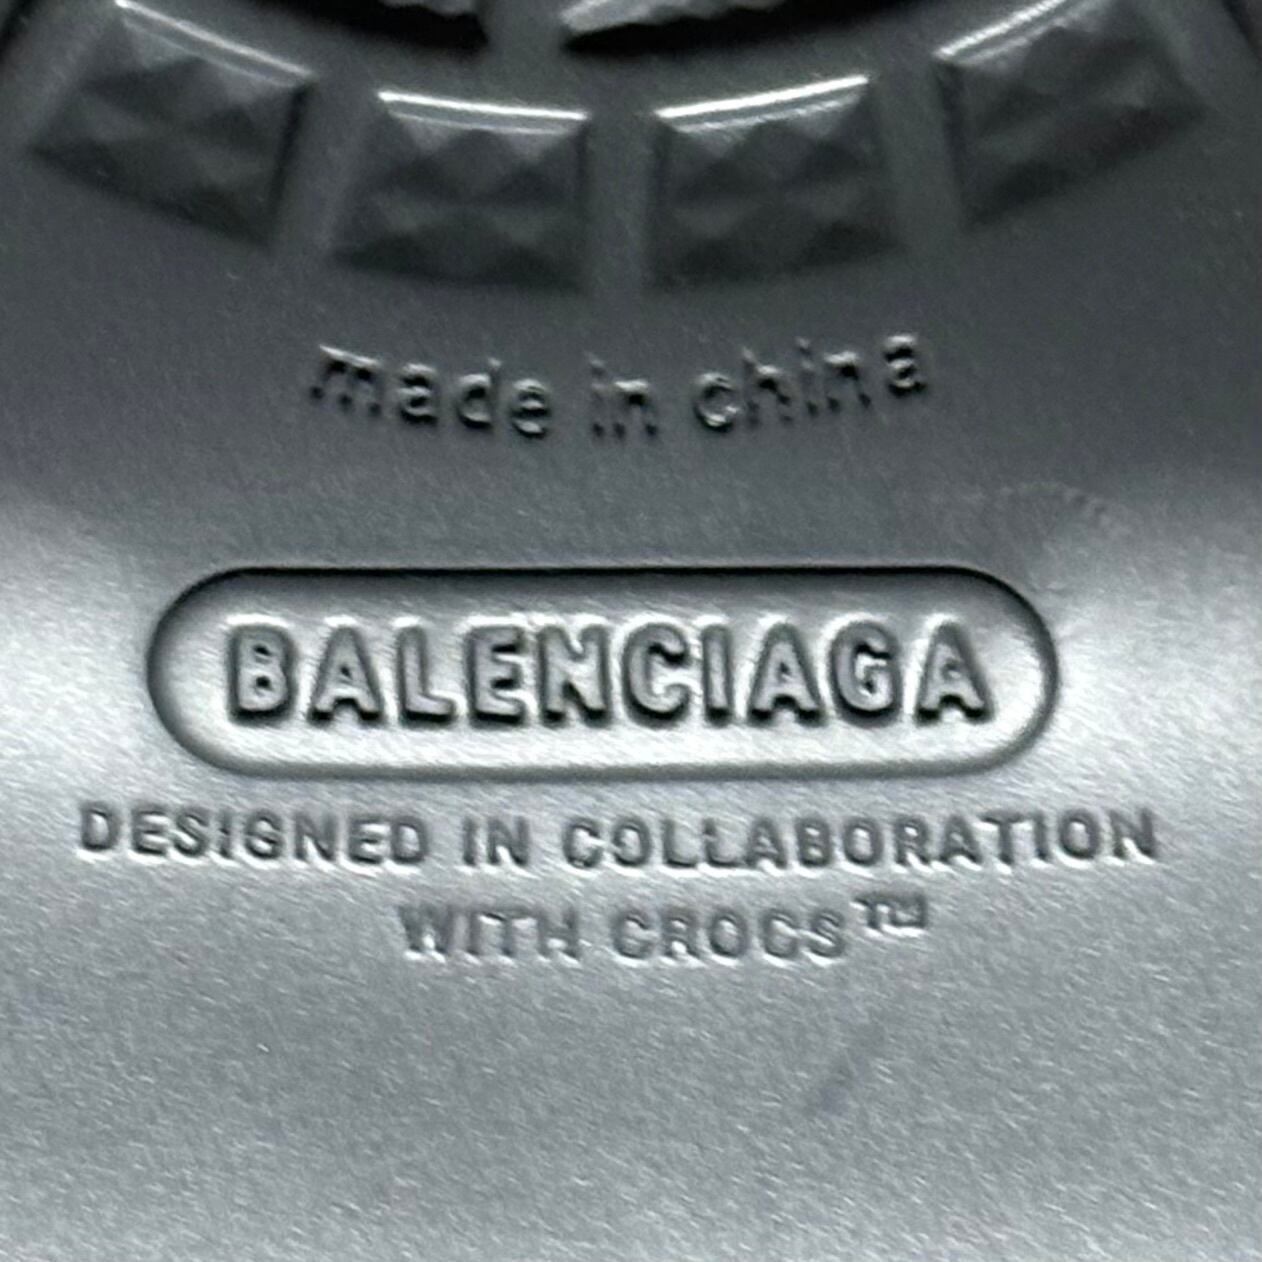 made in china
BALENCIAGA
DESIGNED IN COLLABORATION
WITH CROCS™